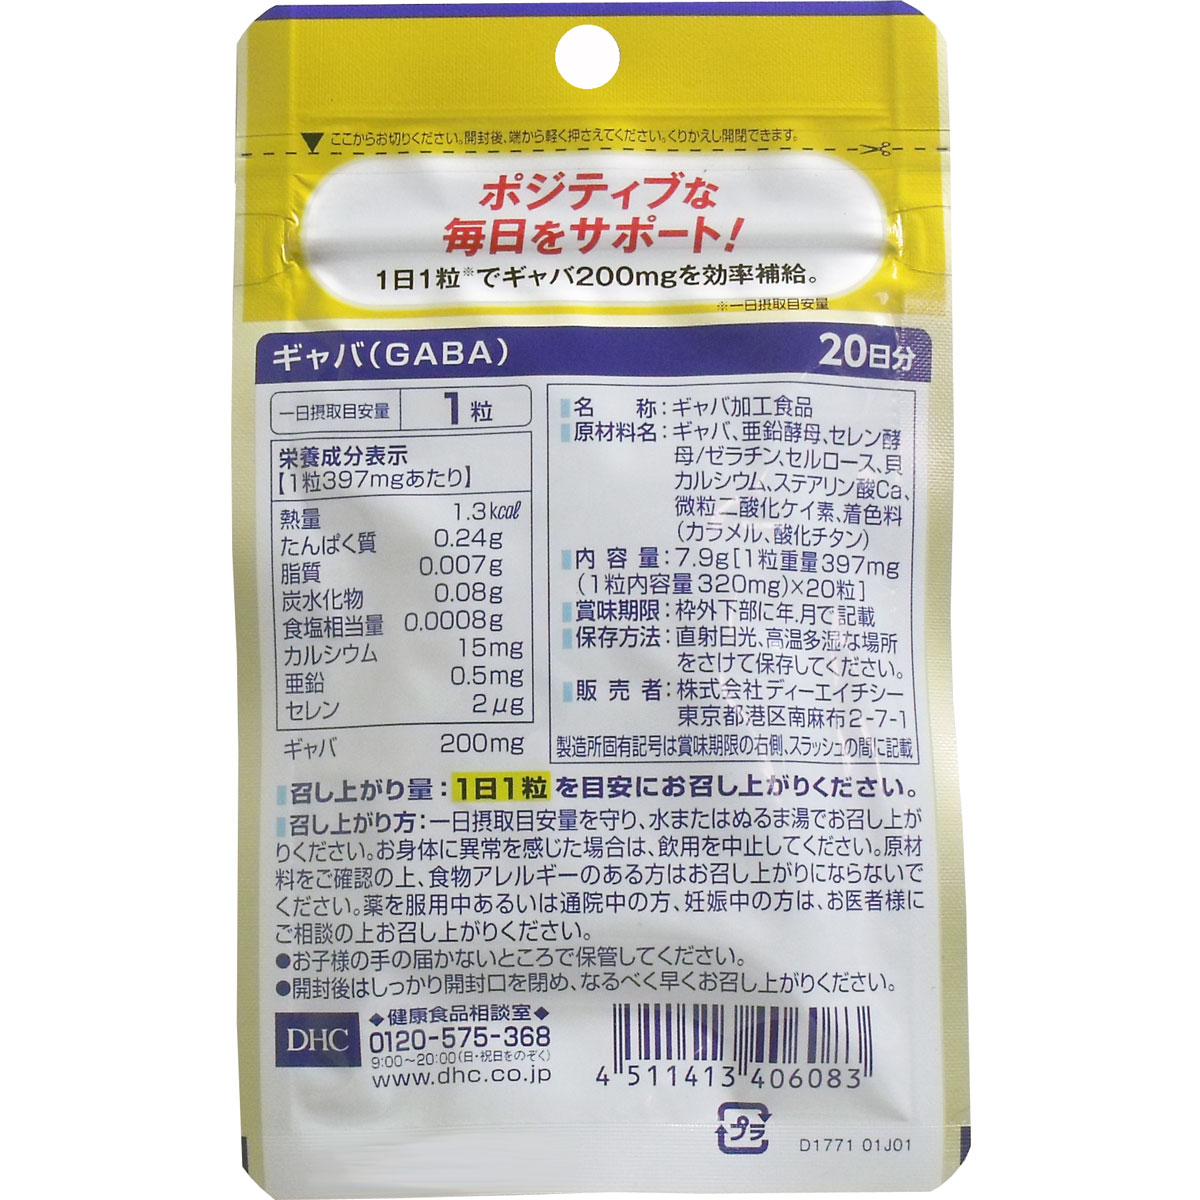 ここからお切りください。開封後、端から軽く押さえてください。くりかえし開閉できます。
ポジティブな
毎日をサポート!
1日1粒※でギャバ200mgを効率補給。
※一日摂取目安量
ギャバ(GABA) 20日分
一日摂取目安量 1粒
栄養成分表示
【1粒397mgあたり】
熱量 1.3kcal
たんぱく質 0.24g
脂質 0.007g
炭水化物 0.08g
食塩相当量 0.0008g
カルシウム 15mg
亜鉛 0.5mg
セレン 2μg
ギャバ 200mg
名称:ギャバ加工食品
原材料名:ギャバ、亜鉛酵母、セレン酵
母/ゼラチン、セルロース、貝
カルシウム、ステアリン酸Ca、
微粒二酸化ケイ素、着色料
(カラメル、酸化チタン)
内容量:7.9g[1粒重量397mg
(1粒内容量320mg)×20粒]
賞味期限:枠外下部に年.月で記載
保存方法:直射日光、高温多湿な場所
をさけて保存してください。
販売者:株式会社ディーエイチシー
東京都港区南麻布2-7-1
製造所固有記号は賞味期限の右側、スラッシュの間に記載
召し上がり量:1日1粒を目安にお召し上がりください。
召し上がり方:一日摂取目安量を守り、水またはぬるま湯でお召し上が
りください。お身体に異常を感じた場合は、飲用を中止してください。原材
料をご確認の上、食物アレルギーのある方はお召し上がりにならないで
ください。薬を服用中あるいは通院中の方、妊娠中の方は、お医者様に
ご相談の上お召し上がりください。
●お子様の手の届かないところで保管してください。
●開封後はしっかり開封口を閉め、なるべく早くお召し上がりください。
DHC
◆健康食品相談室◆
0120-575-368
9:00〜20:00(日・祝日をのぞく)
www.dhc.co.jp
4 511413 406083
プラ
D1771 01J01